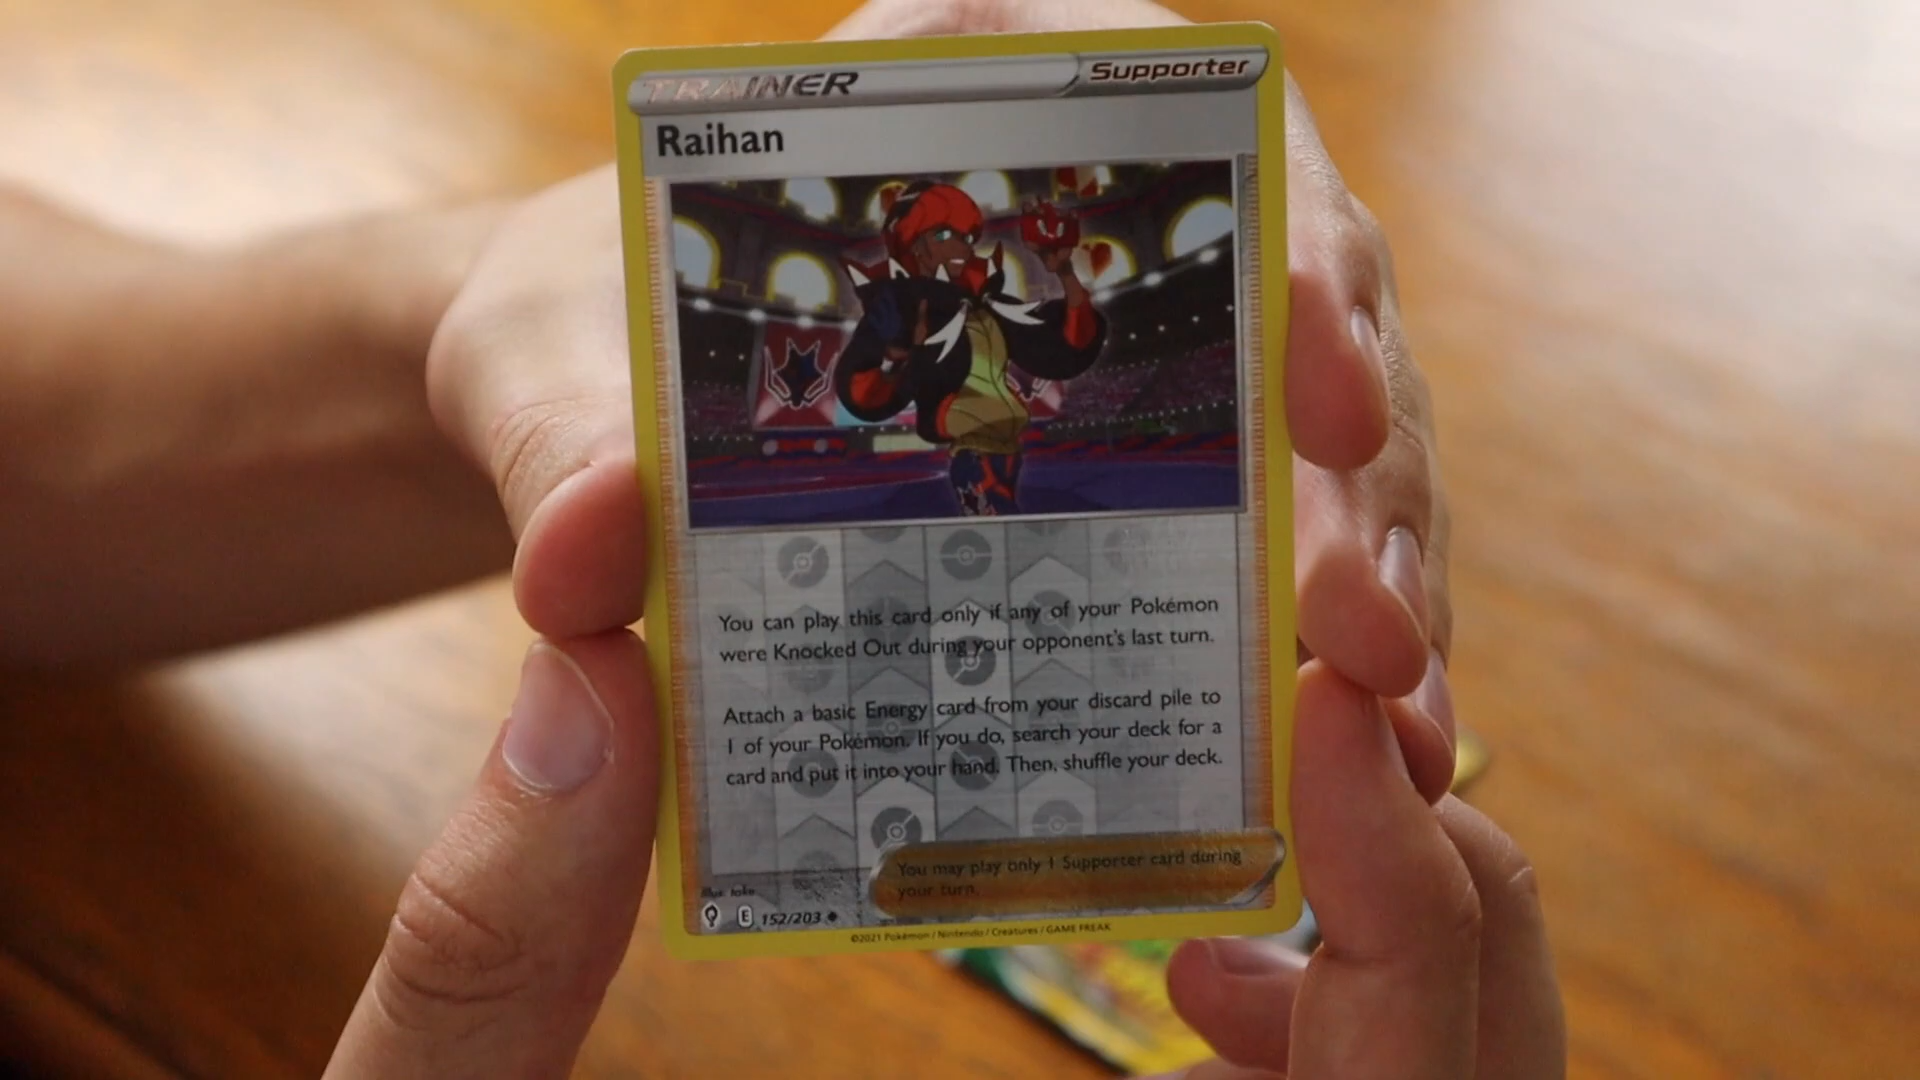 TRAINER Supporter
Raihan
You can play this card only if any of your Pokémon
were Knocked Out during your opponent's last turn.
Attach a basic Energy card from your discard pile to
1 of your Pokémon. If you do, search your deck for a
card and put it into your hand. Then, shuffle your deck.
You may play only 1 Supporter card during
your turn.
Illus. take
E 152/203
©2021 Pokémon / Nintendo / Creatures / GAME FREAK